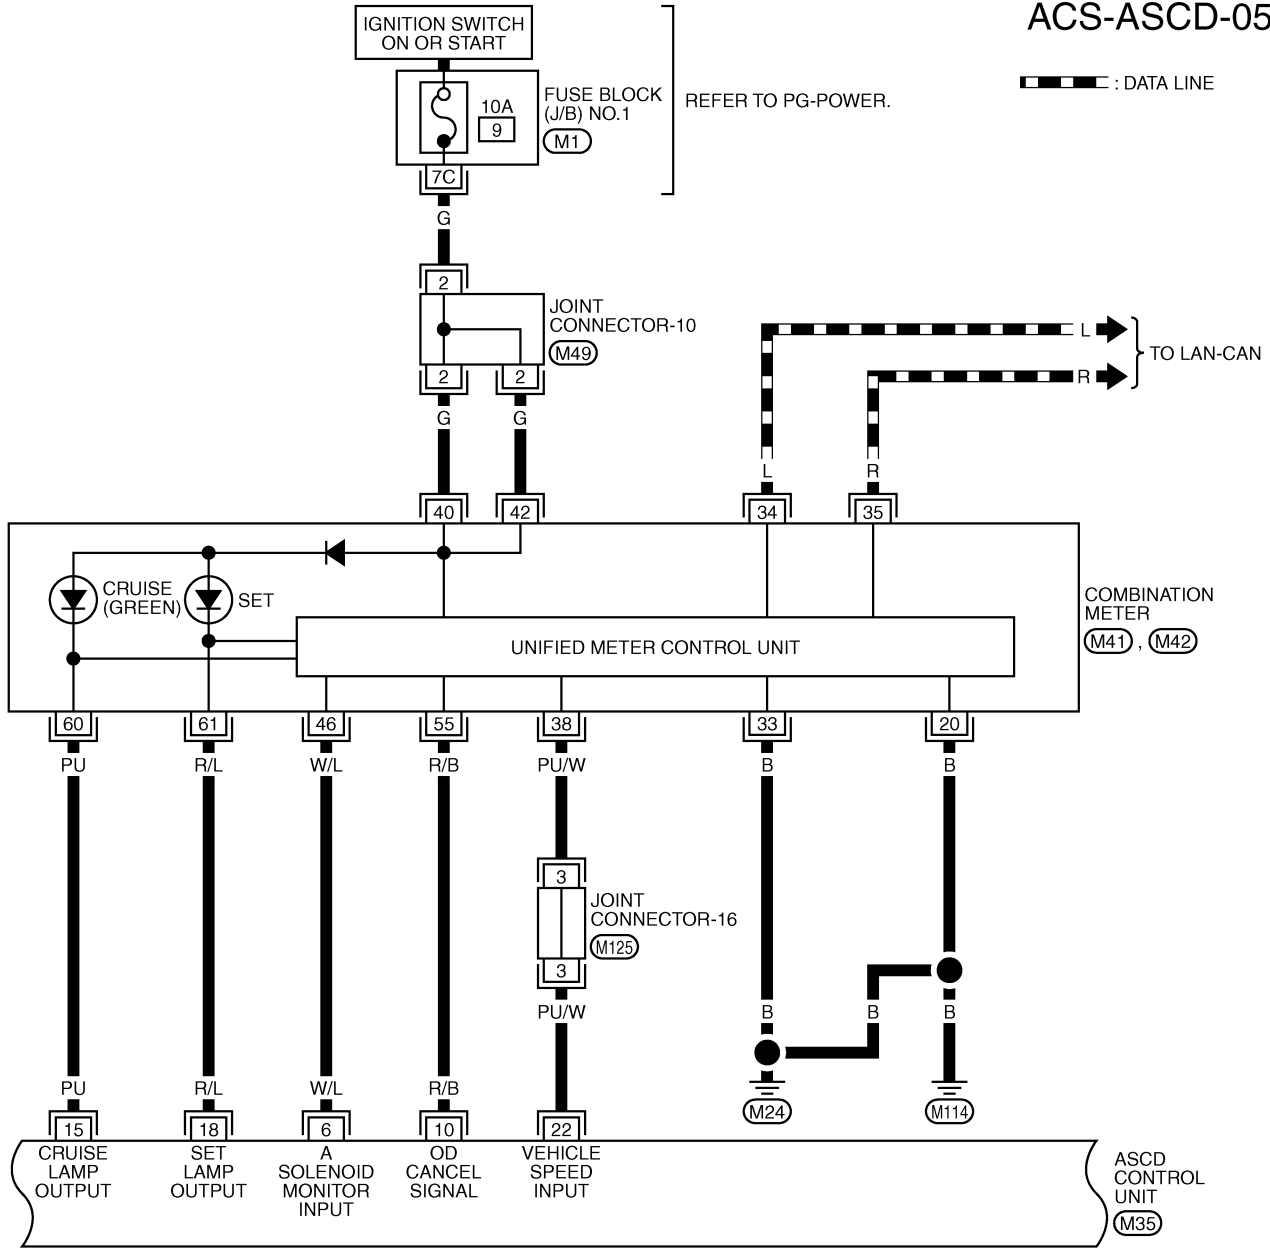 ACS-ASCD-05
: DATA LINE
IGNITION SWITCH
ON OR START
10A
9
FUSE BLOCK
(J/B) NO.1
M1
REFER TO PG-POWER.
7C
G
2
JOINT
CONNECTOR-10
M49
2 2
G G
L
R
TO LAN-CAN
L R
40 42 34 35
CRUISE
(GREEN)
SET
UNIFIED METER CONTROL UNIT
COMBINATION
METER
M41 , M42
60 61 46 55 38 33 20
PU R/L W/L R/B PU/W B B
3
JOINT
CONNECTOR-16
M125
3
PU/W B B B
PU R/L W/L R/B
M24 M114
15 18 6 10 22
CRUISE
LAMP
OUTPUT
SET
LAMP
OUTPUT
A
SOLENOID
MONITOR
INPUT
OD
CANCEL
SIGNAL
VEHICLE
SPEED
INPUT
ASCD
CONTROL
UNIT
M35